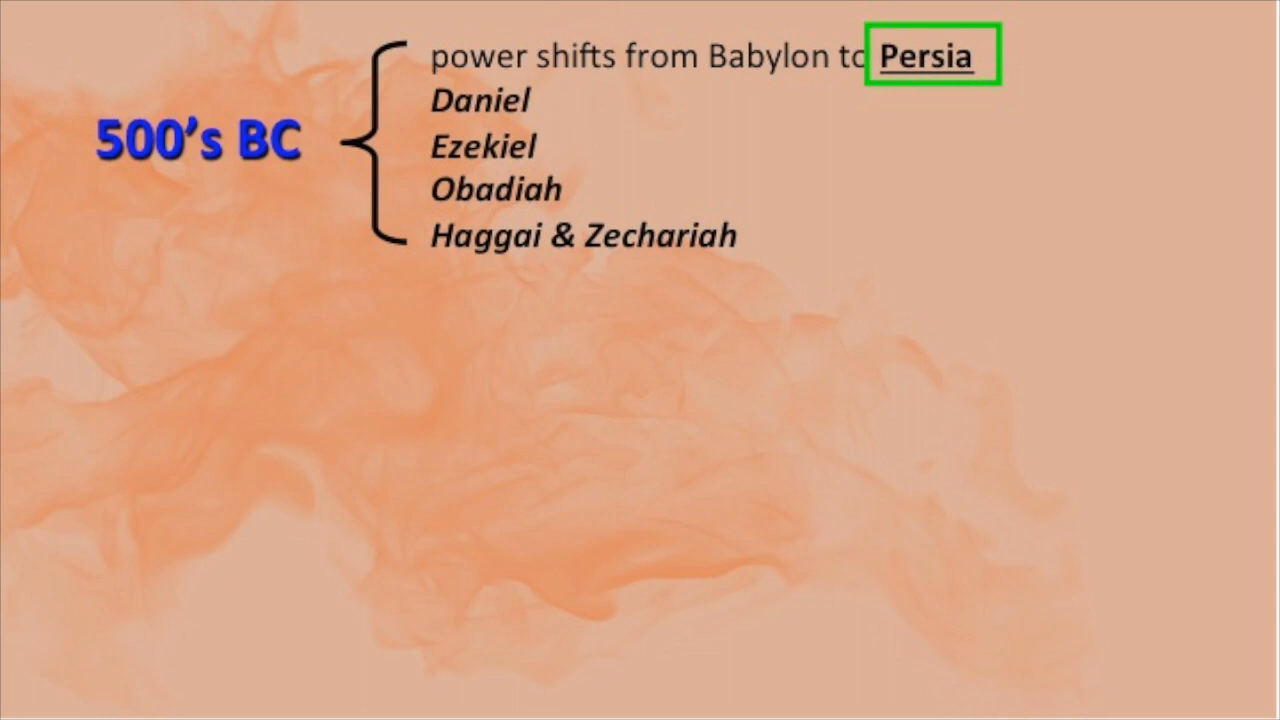 500's BC
power shifts from Babylon to Persia
Daniel
Ezekiel
Obadiah
Haggai & Zechariah